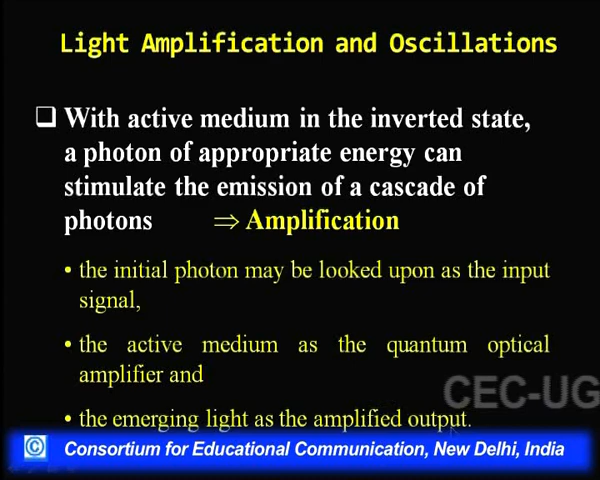 Light Amplification and Oscillations
❑ With active medium in the inverted state,
a photon of appropriate energy can
stimulate the emission of a cascade of
photons ⇒ Amplification
• the initial photon may be looked upon as the input
signal,
• the active medium as the quantum optical
amplifier and
• the emerging light as the amplified output.
CEC-UG
© Consortium for Educational Communication, New Delhi, India